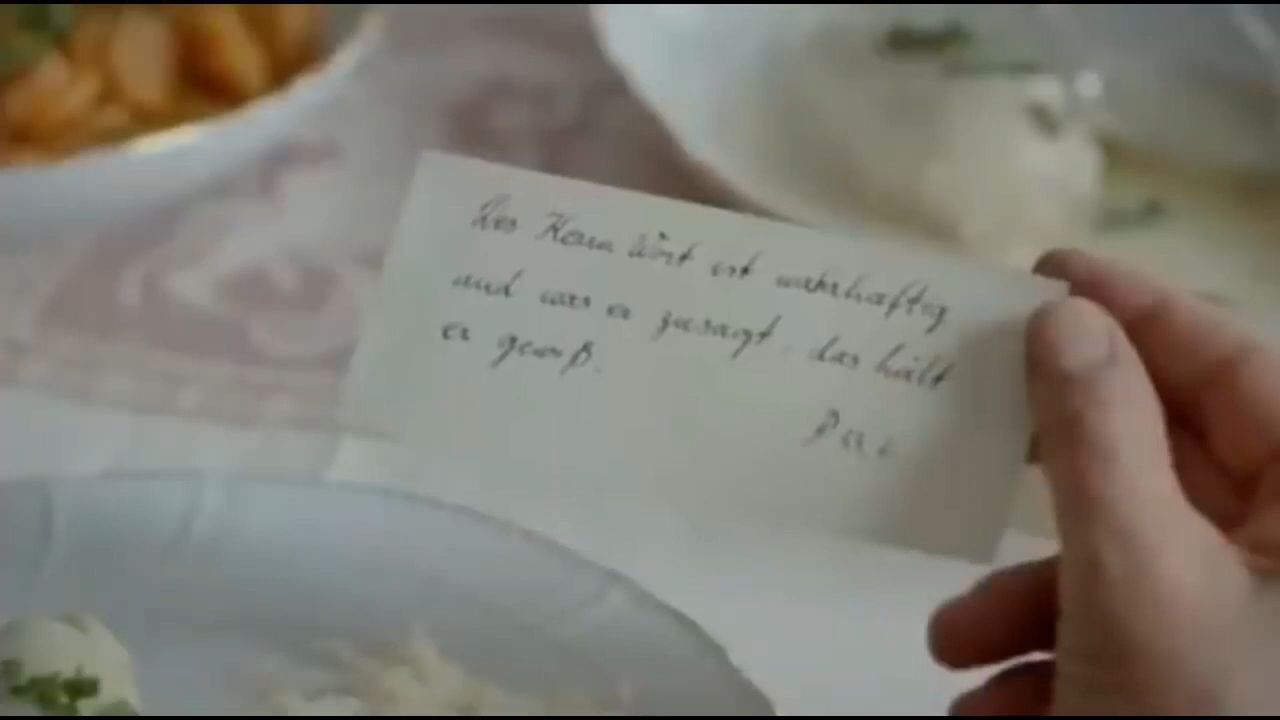 Des Herrn Wort ist wahrhaftig
und was er zusagt, das hält
er gewiß.